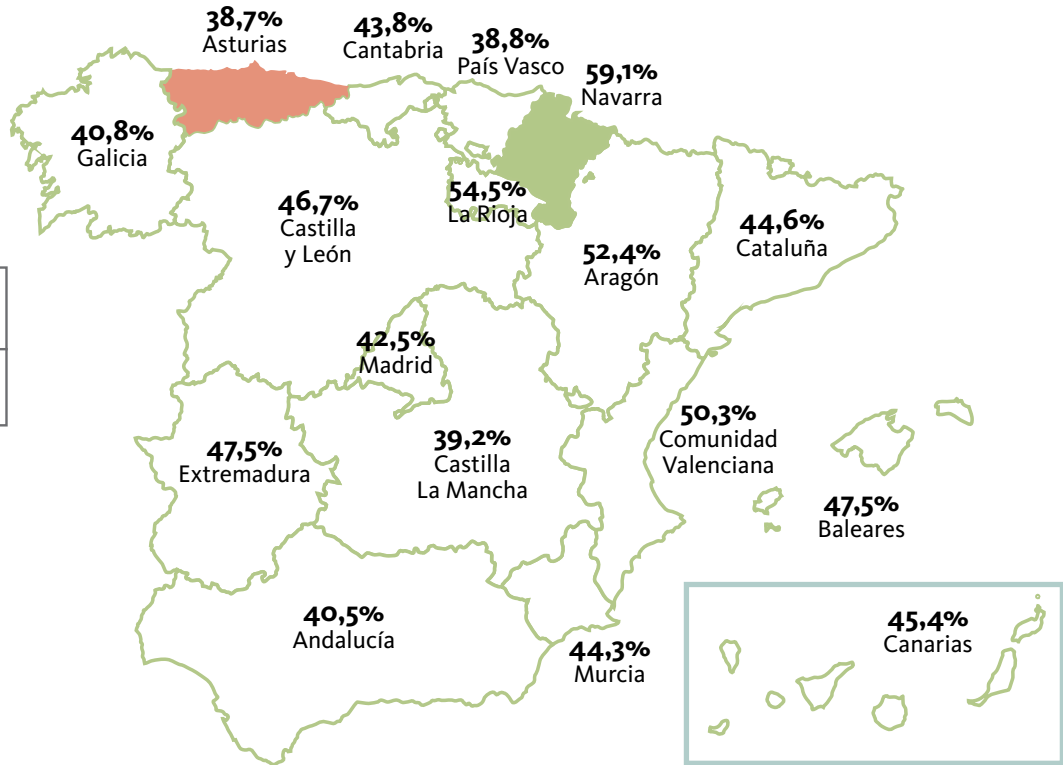 38,7%
Asturias
43,8%
Cantabria
38,8%
País Vasco
59,1%
Navarra
40,8%
Galicia
46,7%
Castilla
y León
54,5%
La Rioja
52,4%
Aragón
44,6%
Cataluña
42,5%
Madrid
47,5%
Extremadura
39,2%
Castilla
La Mancha
50,3%
Comunidad
Valenciana
47,5%
Baleares
40,5%
Andalucía
44,3%
Murcia
45,4%
Canarias